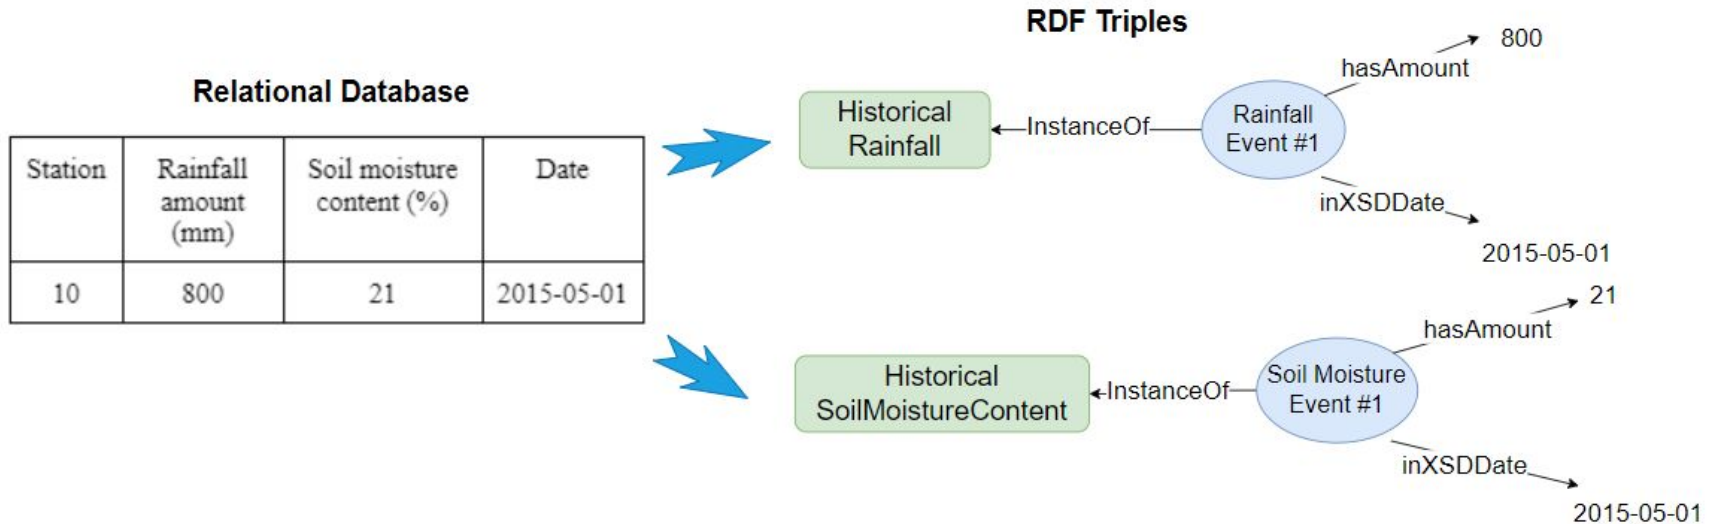 Relational Database
Station
Rainfall
amount
(mm)
Soil moisture
content (%)
Date
10
800
21
2015-05-01
RDF Triples
Historical
Rainfall
InstanceOf
Rainfall
Event #1
hasAmount
800
inXSDDate
2015-05-01
Historical
SoilMoistureContent
InstanceOf
Soil Moisture
Event #1
hasAmount
21
inXSDDate
2015-05-01